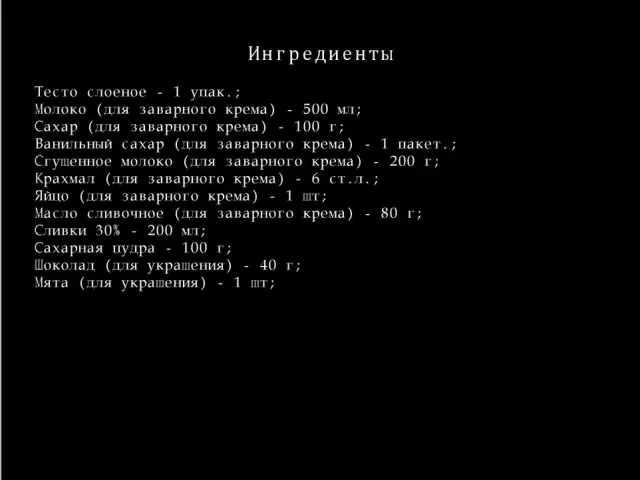 Ингредиенты
Тесто слоеное - 1 упак.;
Молоко (для заварного крема) - 500 мл;
Сахар (для заварного крема) - 100 г;
Ванильный сахар (для заварного крема) - 1 пакет.;
Сгушенное молоко (для заварного крема) - 200 г;
Крахмал (для заварного крема) - 6 ст.л.;
Яйцо (для заварного крема) - 1 шт;
Масло сливочное (для заварного крема) - 80 г;
Сливки 30% - 200 мл;
Сахарная пудра - 100 г;
Шоколад (для украшения) - 40 г;
Мята (для украшения) - 1 шт;